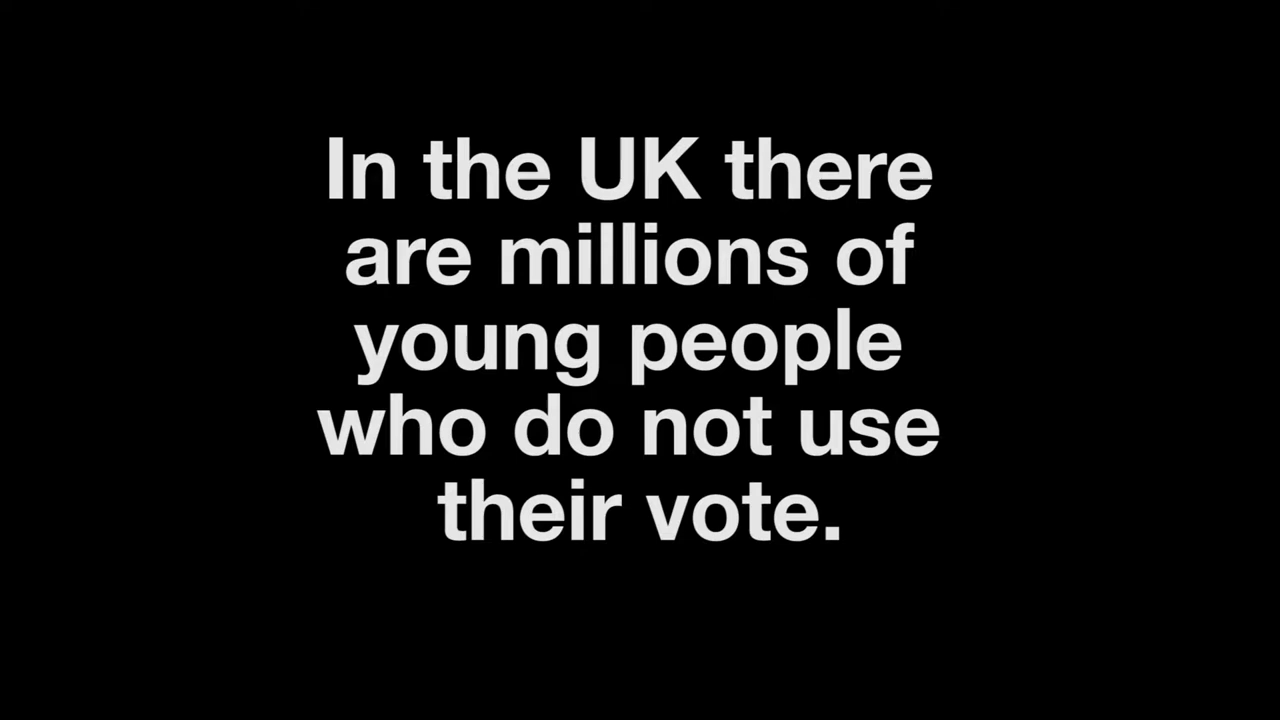 In the UK there
are millions of
young people
who do not use
their vote.